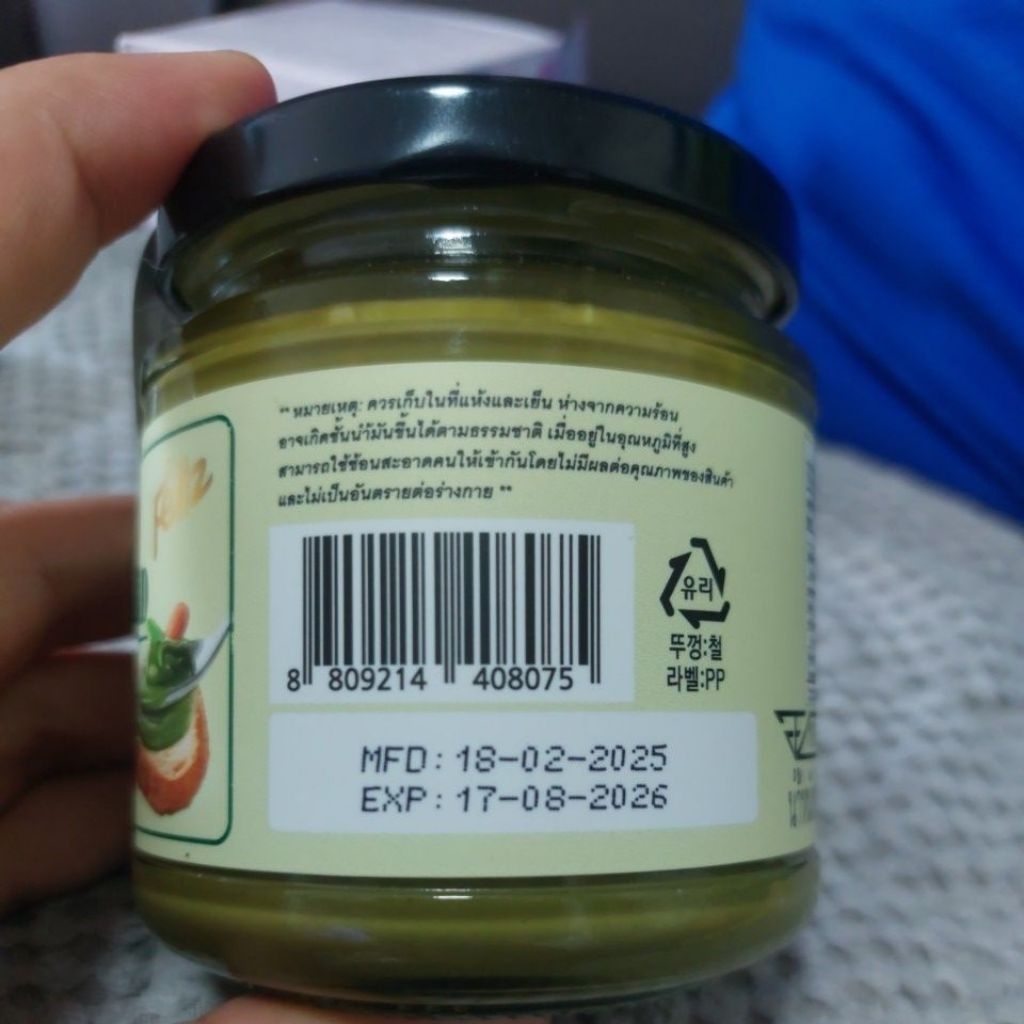 ** หมายเหตุ: ควรเก็บในที่แห้งและเย็น ห่างจากความร้อน
อาจเกิดชั้นน้ำมันขึ้นได้ตามธรรมชาติ เมื่ออยู่ในอุณหภูมิที่สูง
สามารถใช้ช้อนสะอาดคนให้เข้ากันโดยไม่มีผลต่อคุณภาพของสินค้า
และไม่เป็นอันตรายต่อร่างกาย **
유리
뚜껑:철
라벨:PP
8 809214 408075
MFD: 18-02-2025
EXP: 17-08-2026